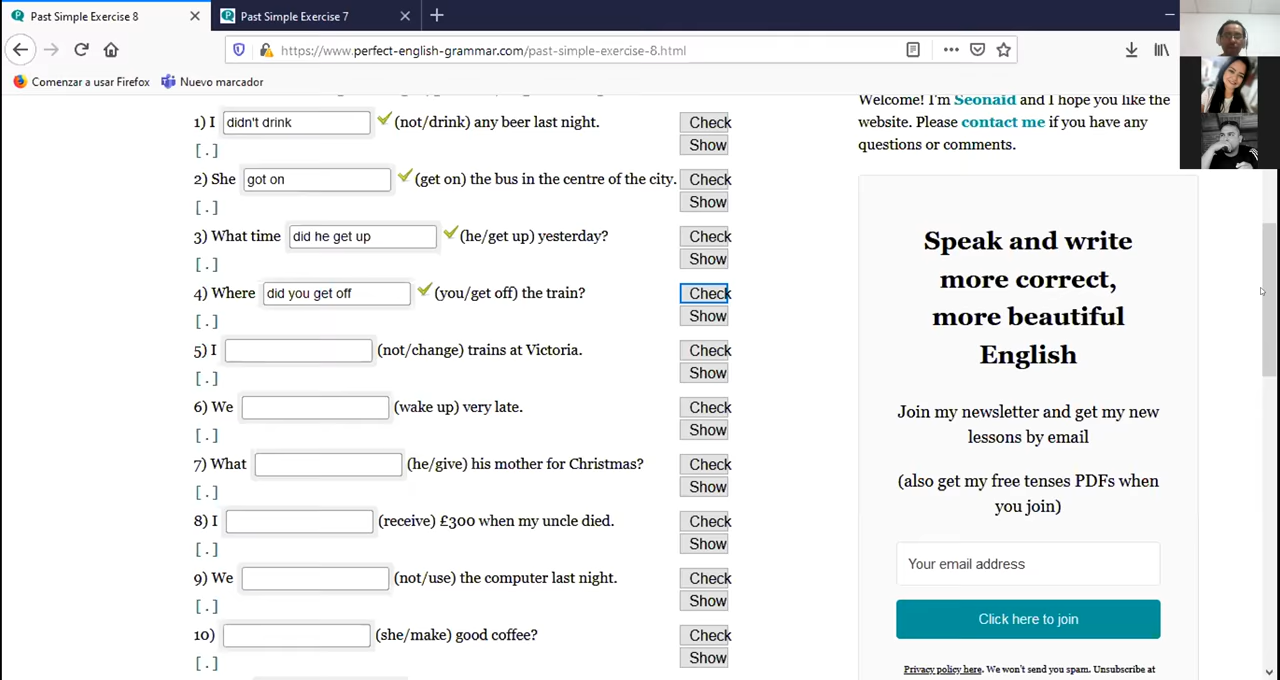 Past Simple Exercise 8
Past Simple Exercise 7
https://www.perfect-english-grammar.com/past-simple-exercise-8.html
Comenzar a usar Firefox
Nuevo marcador
1) I didn't drink (not/drink) any beer last night. Check
[ . ] Show
2) She got on (get on) the bus in the centre of the city. Check
[ . ] Show
3) What time did he get up (he/get up) yesterday? Check
[ . ] Show
4) Where did you get off (you/get off) the train? Check
[ . ] Show
5) I (not/change) trains at Victoria. Check
[ . ] Show
6) We (wake up) very late. Check
[ . ] Show
7) What (he/give) his mother for Christmas? Check
[ . ] Show
8) I (receive) £300 when my uncle died. Check
[ . ] Show
9) We (not/use) the computer last night. Check
[ . ] Show
10) (she/make) good coffee? Check
[ . ] Show
Welcome! I'm Seonaid and I hope you like the
website. Please contact me if you have any
questions or comments.
Speak and write
more correct,
more beautiful
English
Join my newsletter and get my new
lessons by email
(also get my free tenses PDFs when
you join)
Your email address
Click here to join
Privacy policy here. We won't send you spam. Unsubscribe at